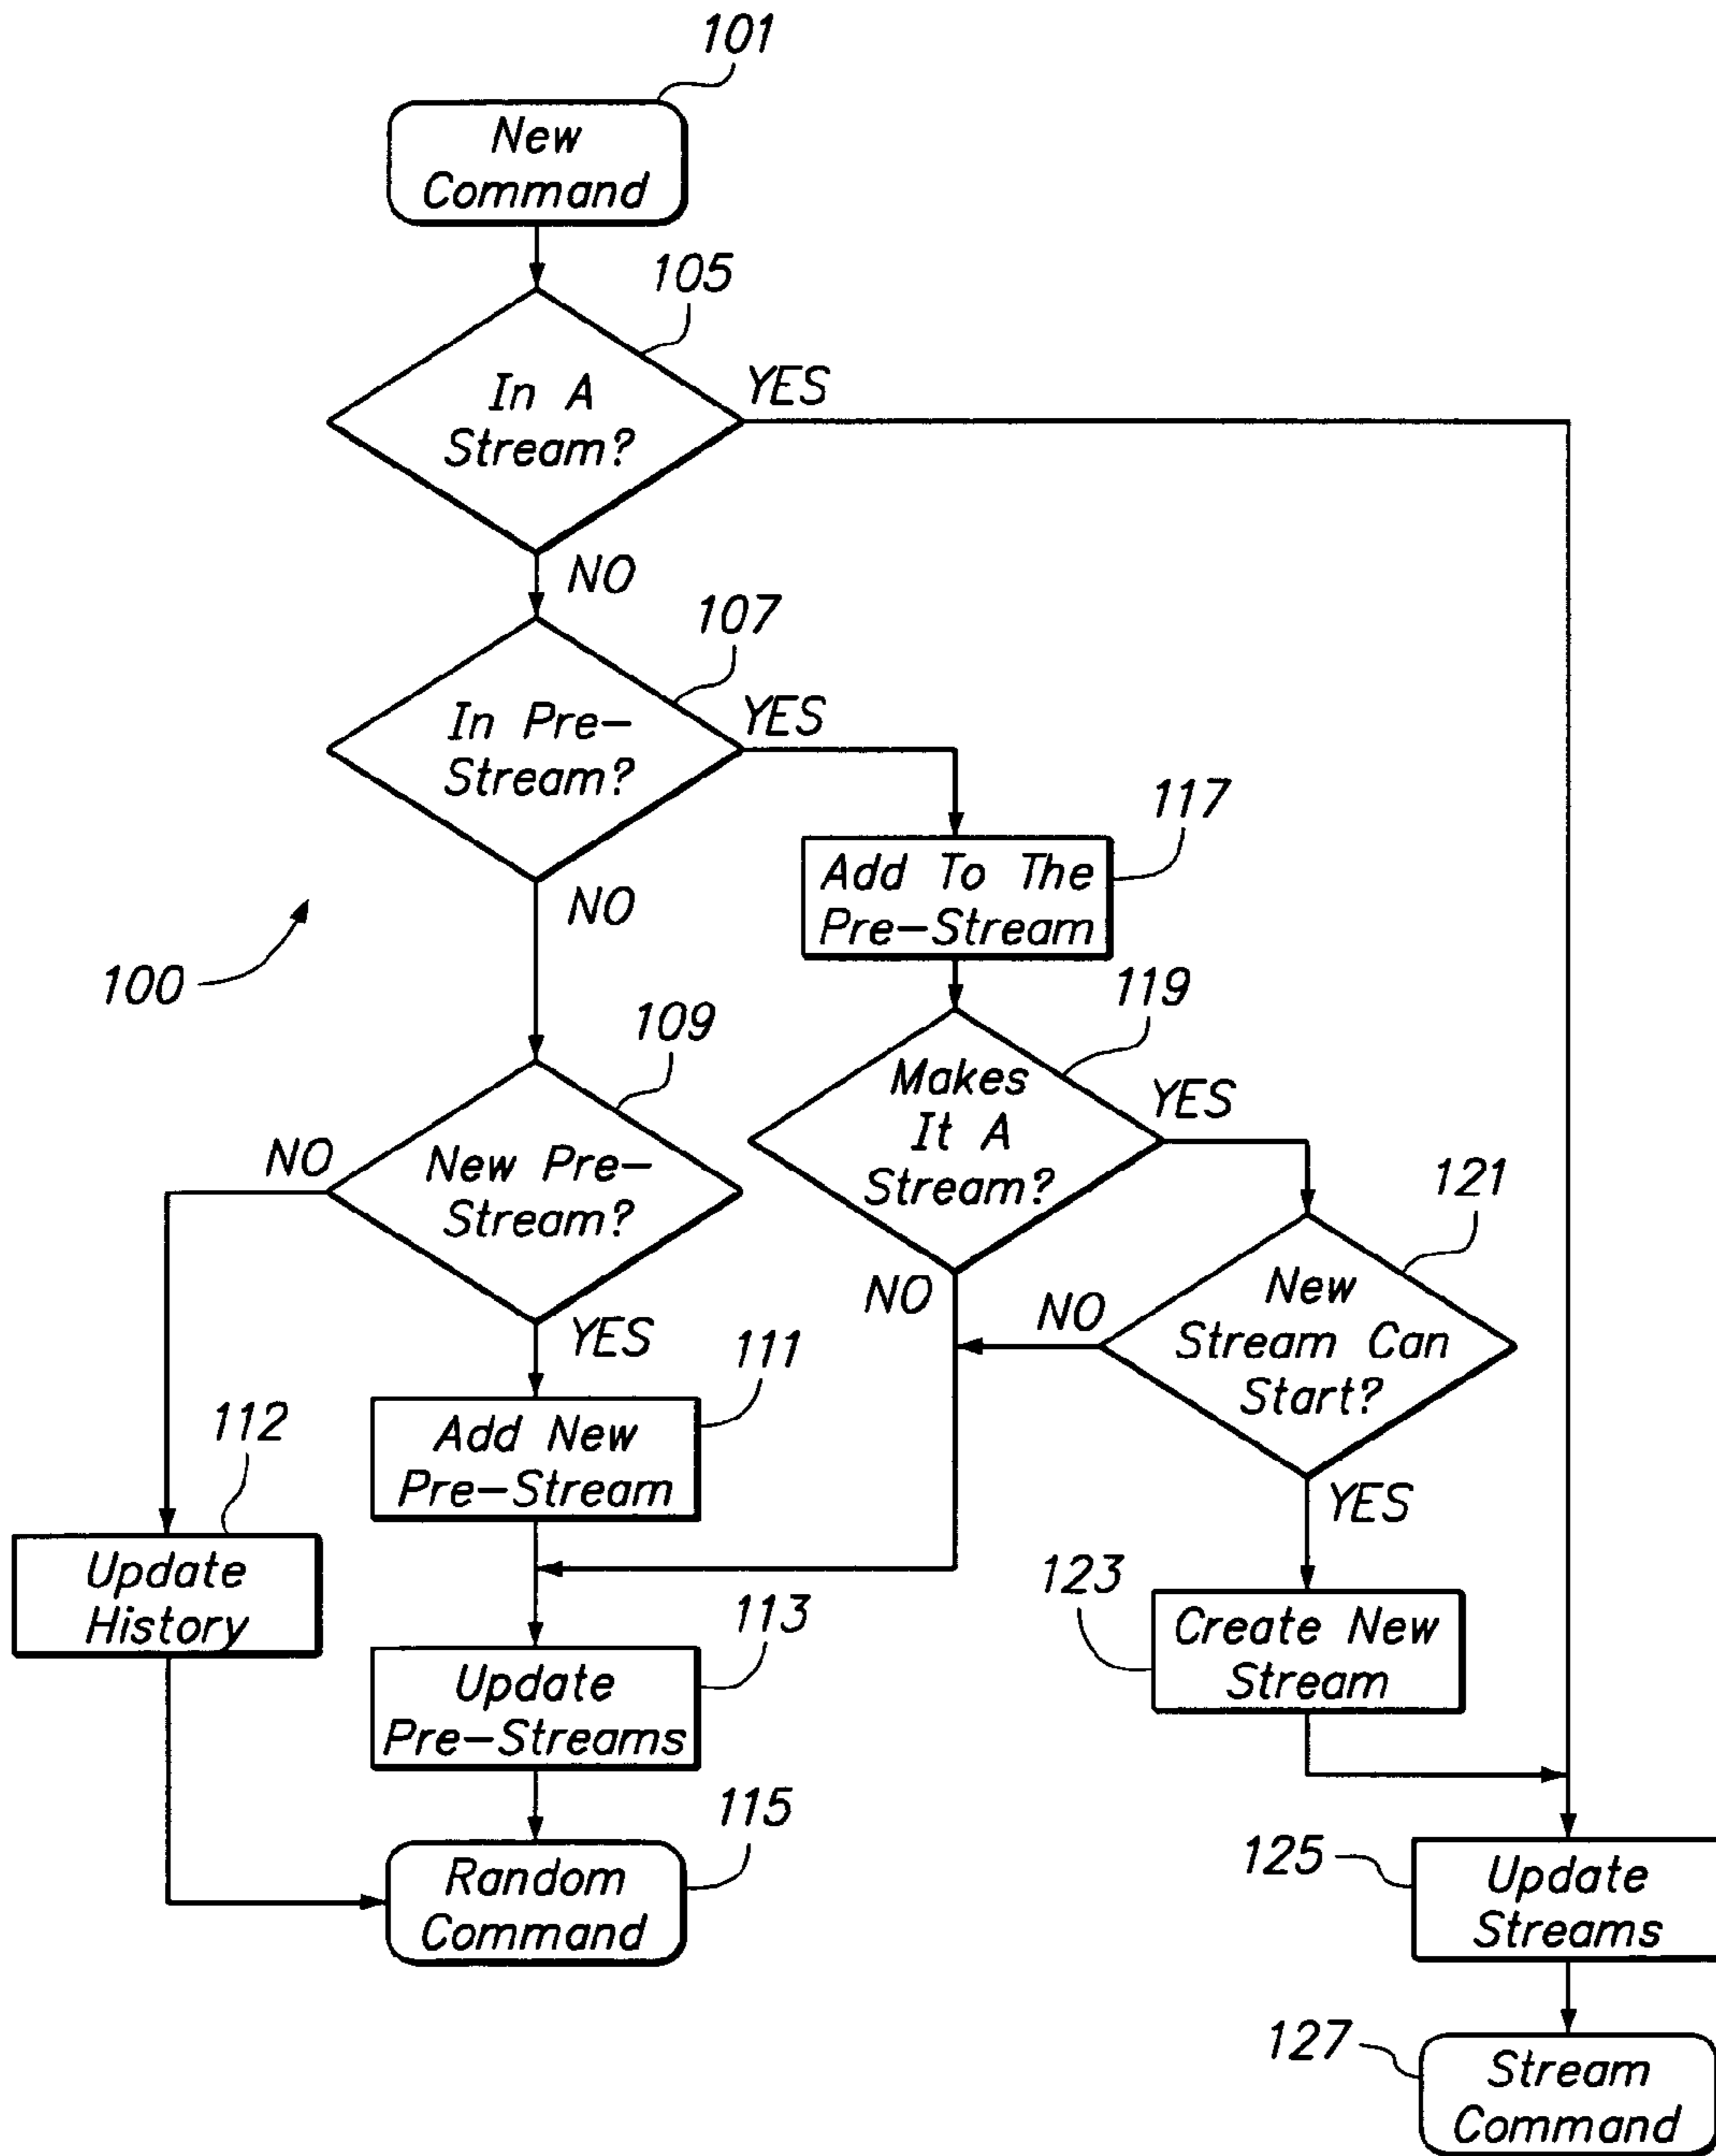 101
New
Command
105
In A
Stream?
YES
NO
107
In Pre-
Stream?
YES
NO
117
Add To The
Pre-Stream
100
119
Makes
It A
Stream?
YES
NO
109
New Pre-
Stream?
NO
YES
121
New
Stream Can
Start?
NO
YES
111
Add New
Pre-Stream
112
Update
History
123
Create New
Stream
113
Update
Pre-Streams
115
Random
Command
125
Update
Streams
127
Stream
Command